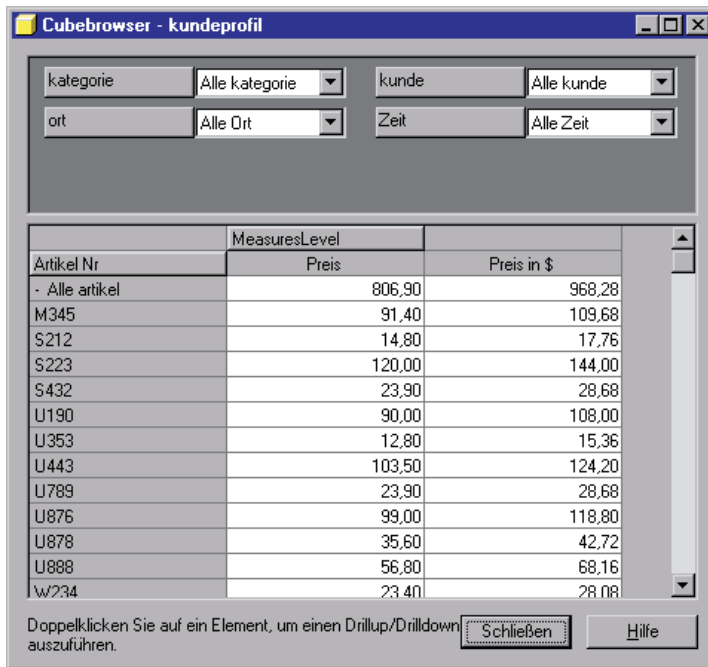 Cubebrowser - kundeprofil
kategorie Alle kategorie kunde Alle kunde
ort Alle Ort Zeit Alle Zeit
MeasuresLevel
Artikel Nr Preis Preis in $
- Alle artikel 806,90 968,28
M345 91,40 109,68
S212 14,80 17,76
S223 120,00 144,00
S432 23,90 28,68
U190 90,00 108,00
U353 12,80 15,36
U443 103,50 124,20
U789 23,90 28,68
U876 99,00 118,80
U878 35,60 42,72
U888 56,80 68,16
W234 23,40 28,08
Doppelklicken Sie auf ein Element, um einen Drillup/Drilldown
auszuführen.
Schließen Hilfe